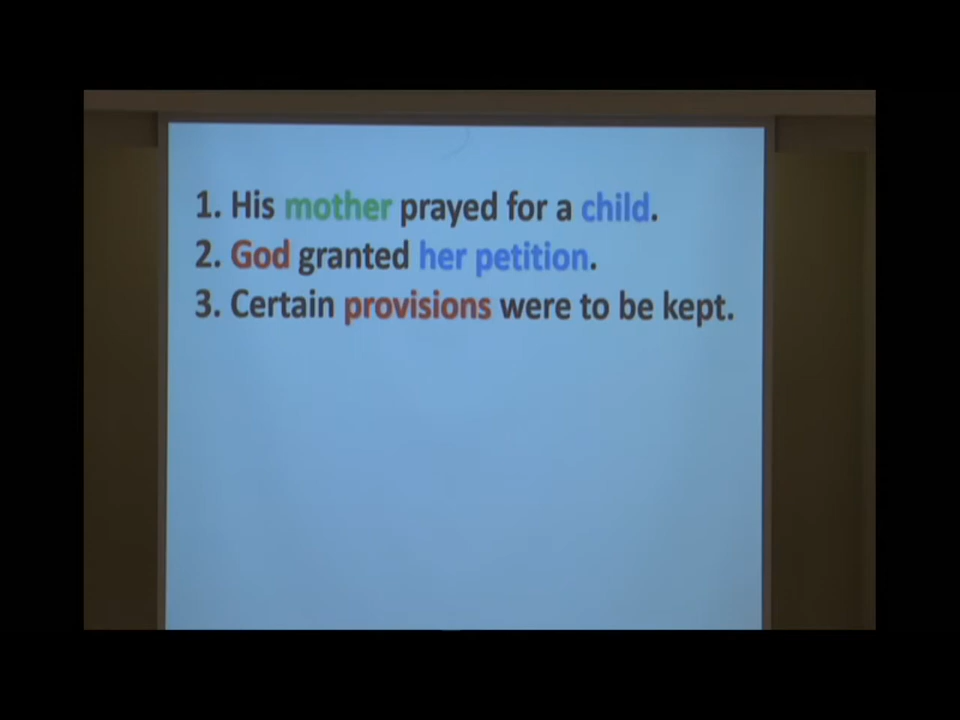 1. His mother prayed for a child.
2. God granted her petition.
3. Certain provisions were to be kept.